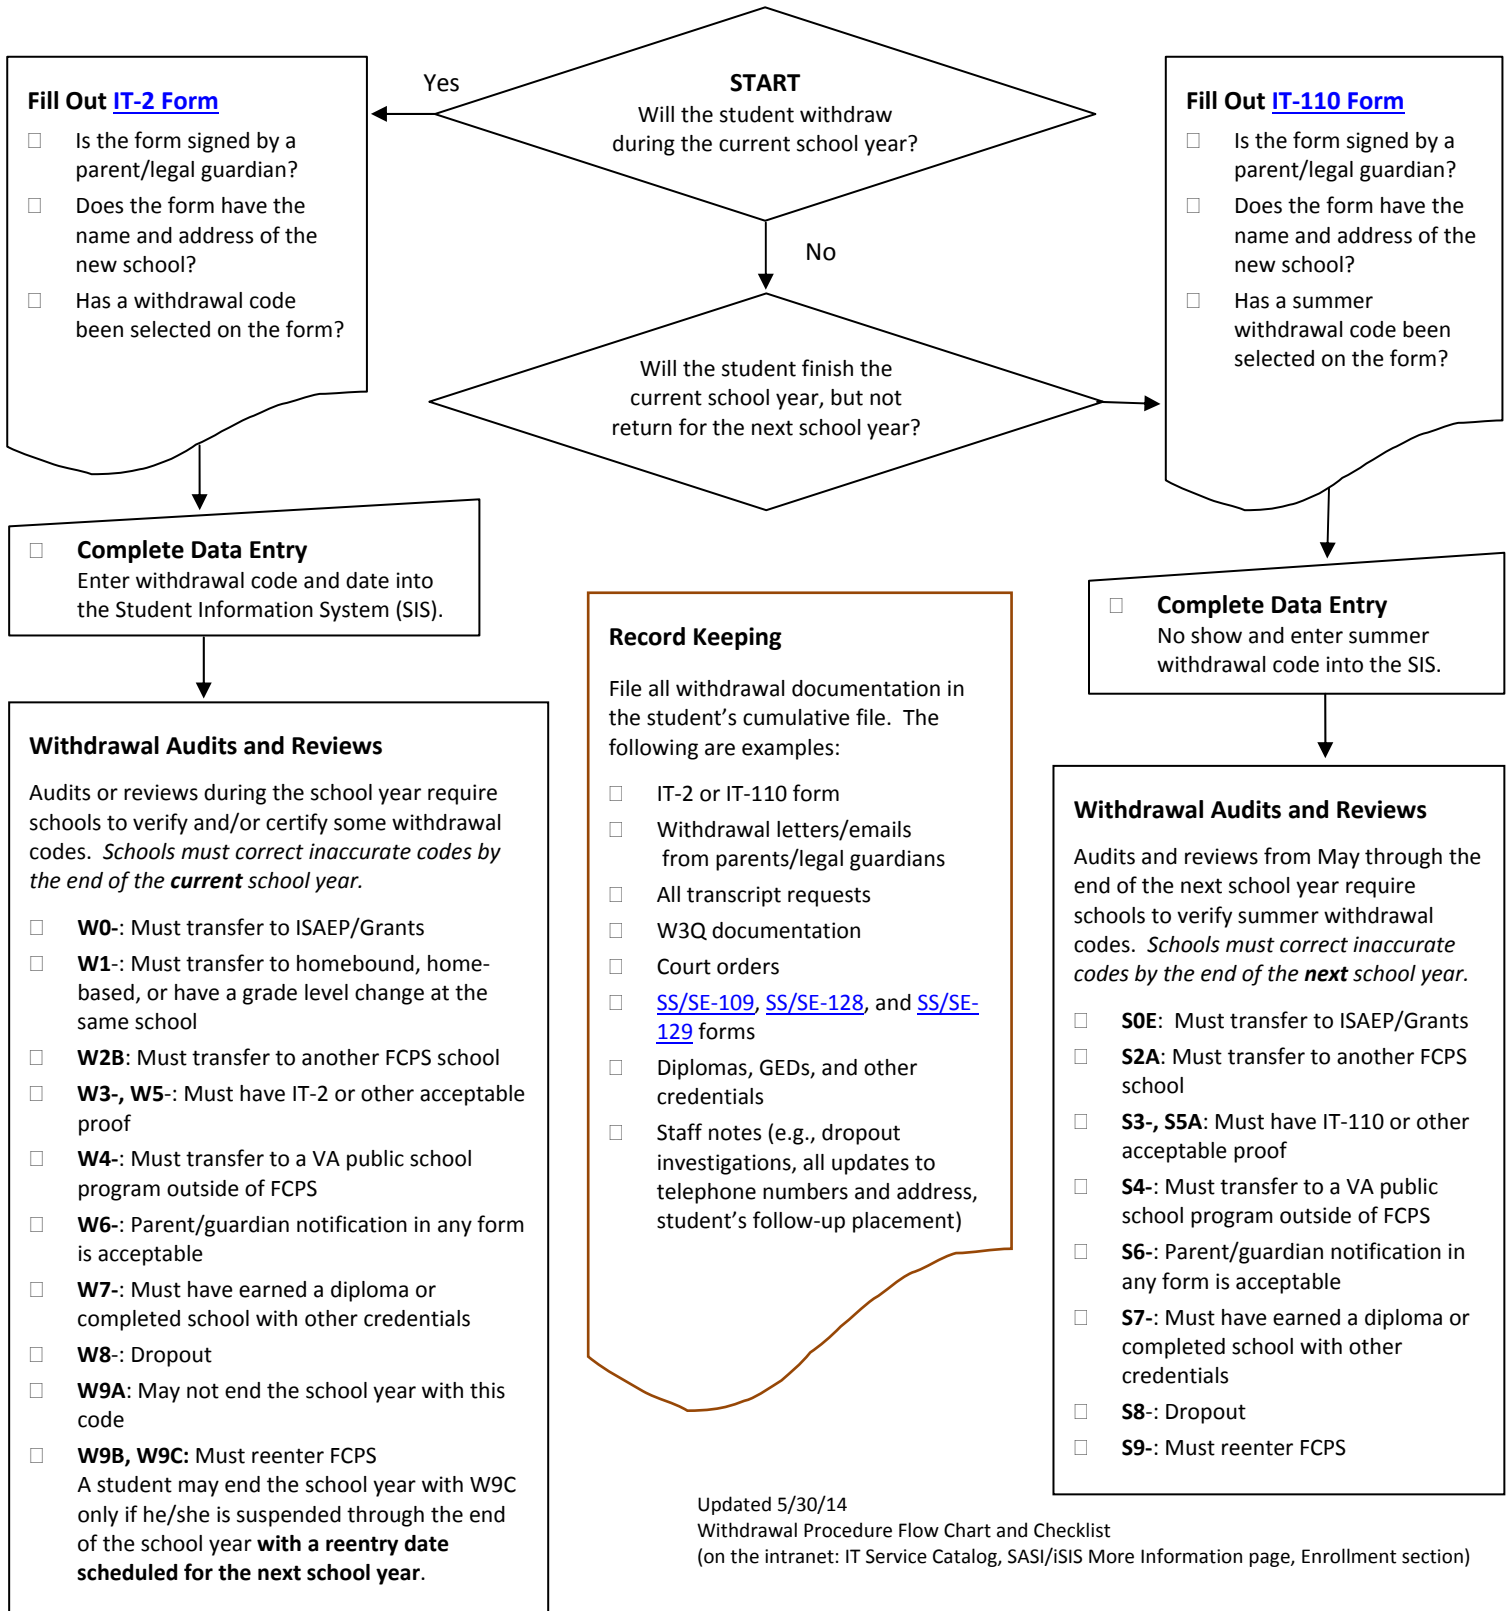 START
Will the student withdraw
during the current school year?
Yes
No
Fill Out IT-2 Form
Is the form signed by a
parent/legal guardian?
Does the form have the
name and address of the
new school?
Has a withdrawal code
been selected on the form?
Will the student finish the
current school year, but not
return for the next school year?
Fill Out IT-110 Form
Is the form signed by a
parent/legal guardian?
Does the form have the
name and address of the
new school?
Has a summer
withdrawal code been
selected on the form?
Complete Data Entry
Enter withdrawal code and date into
the Student Information System (SIS).
Withdrawal Audits and Reviews
Audits or reviews during the school year require
schools to verify and/or certify some withdrawal
codes.  Schools must correct inaccurate codes by
the end of the current school year.
W0-: Must transfer to ISAEP/Grants
W1-: Must transfer to homebound, home-
based, or have a grade level change at the
same school
W2B: Must transfer to another FCPS school
W3-, W5-: Must have IT-2 or other acceptable
proof
W4-: Must transfer to a VA public school
program outside of FCPS
W6-: Parent/guardian notification in any form
is acceptable
W7-: Must have earned a diploma or
completed school with other credentials
W8-: Dropout
W9A: May not end the school year with this
code
W9B, W9C: Must reenter FCPS
A student may end the school year with W9C
only if he/she is suspended through the end
of the school year with a reentry date
scheduled for the next school year.
Record Keeping
File all withdrawal documentation in
the student's cumulative file.  The
following are examples:
IT-2 or IT-110 form
Withdrawal letters/emails
from parents/legal guardians
All transcript requests
W3Q documentation
Court orders
SS/SE-109, SS/SE-128, and SS/SE-
129 forms
Diplomas, GEDs, and other
credentials
Staff notes (e.g., dropout
investigations, all updates to
telephone numbers and address,
student's follow-up placement)
Complete Data Entry
No show and enter summer
withdrawal code into the SIS.
Withdrawal Audits and Reviews
Audits and reviews from May through the
end of the next school year require
schools to verify summer withdrawal
codes.  Schools must correct inaccurate
codes by the end of the next school year.
S0E:  Must transfer to ISAEP/Grants
S2A: Must transfer to another FCPS
school
S3-, S5A: Must have IT-110 or other
acceptable proof
S4-: Must transfer to a VA public
school program outside of FCPS
S6-: Parent/guardian notification in
any form is acceptable
S7-: Must have earned a diploma or
completed school with other
credentials
S8-: Dropout
S9-: Must reenter FCPS
Updated 5/30/14
Withdrawal Procedure Flow Chart and Checklist
(on the intranet: IT Service Catalog, SASI/iSIS More Information page, Enrollment section)